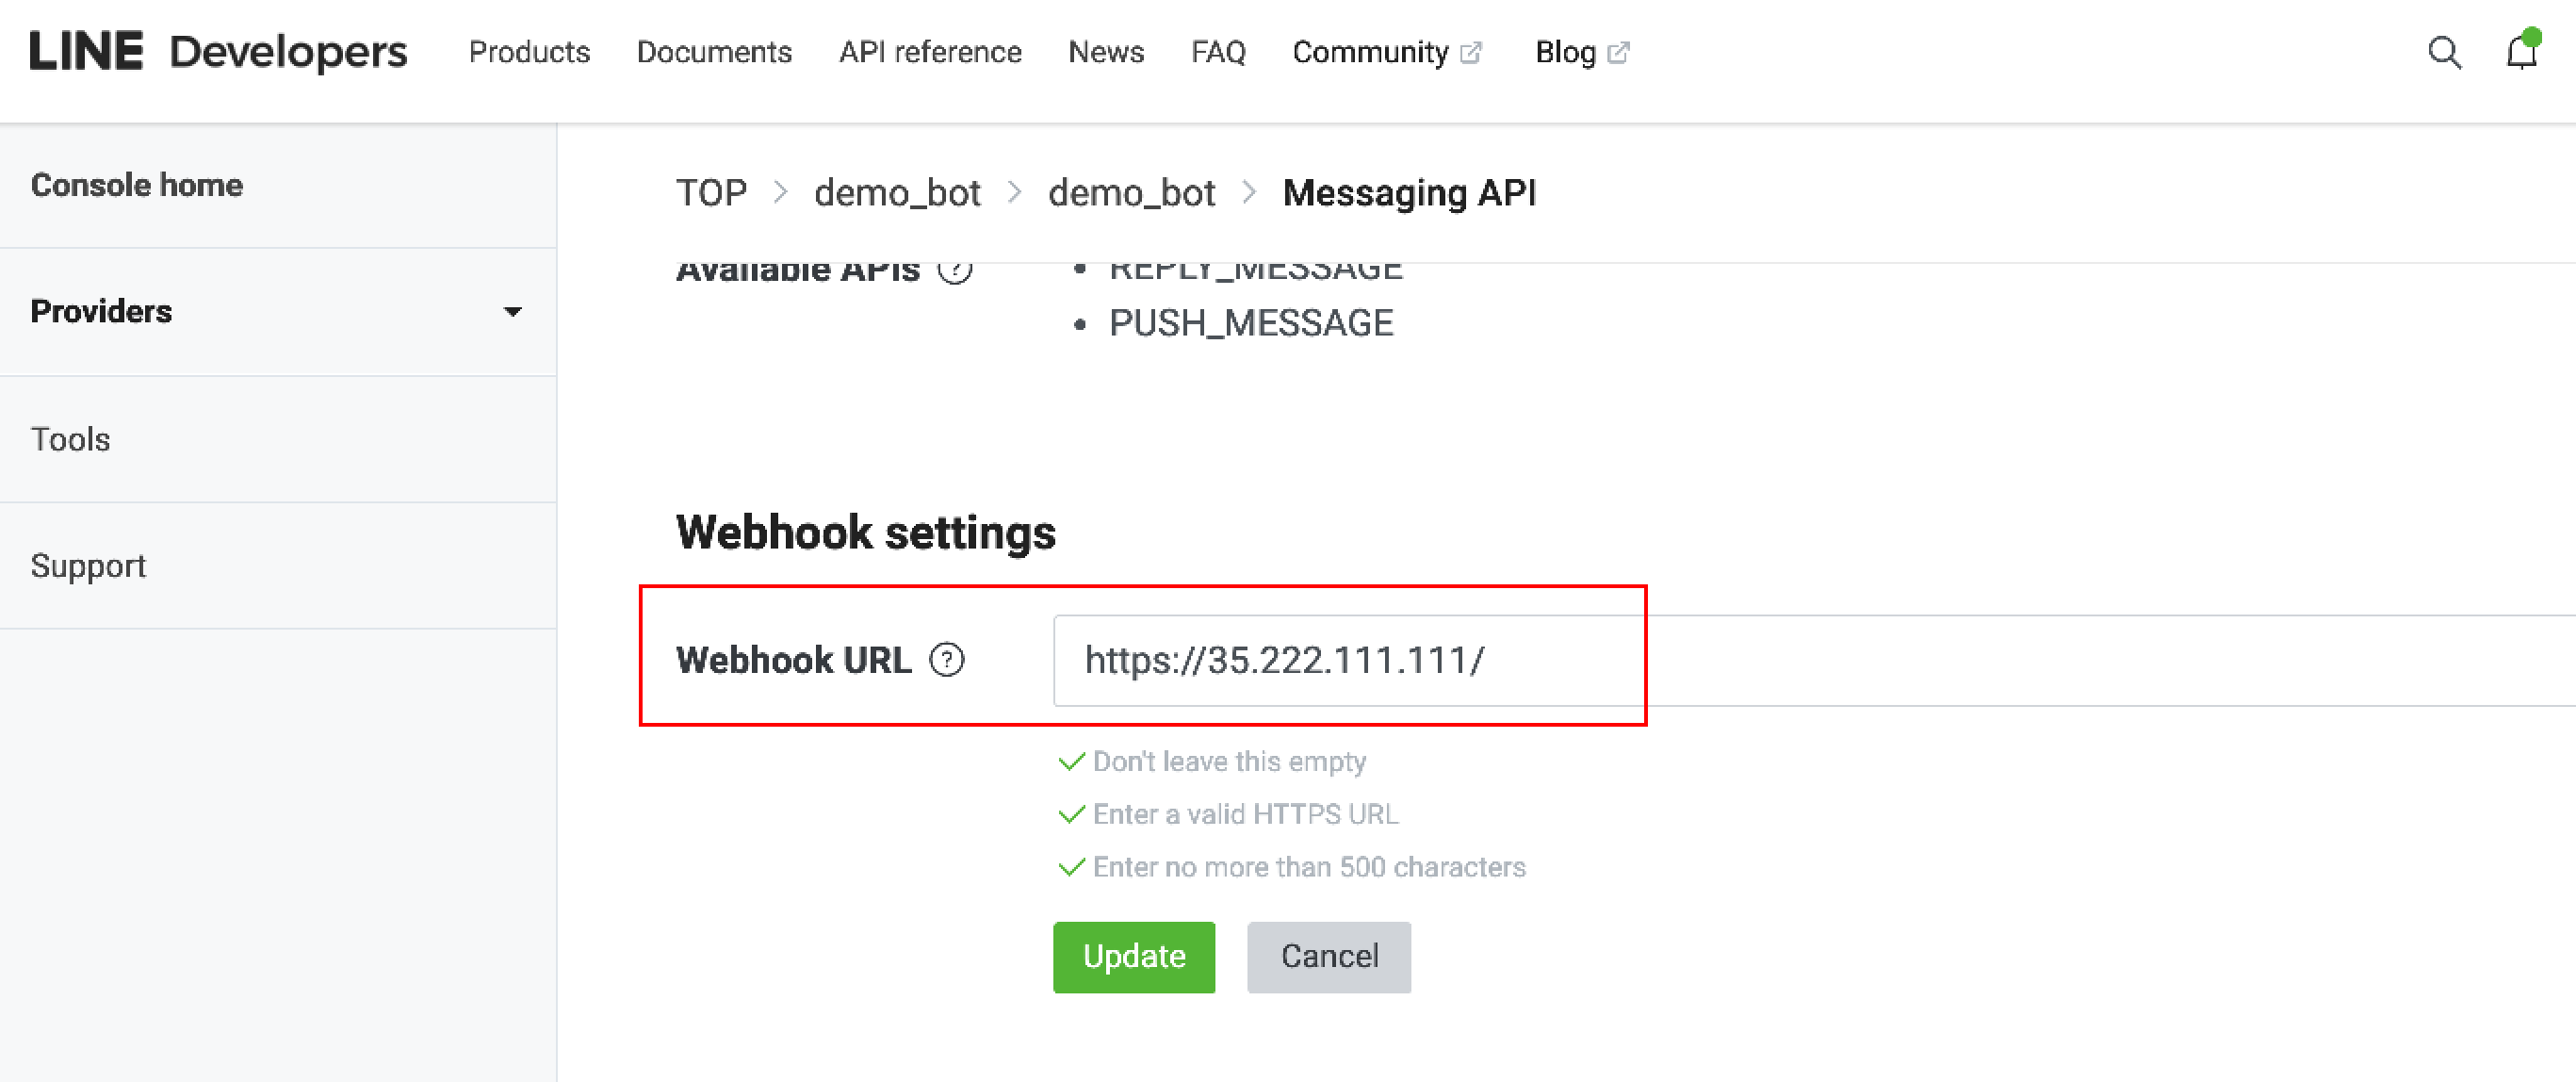 LINE Developers Products Documents API reference News FAQ Community Blog
Console home
Providers
Tools
Support
TOP > demo_bot > demo_bot > Messaging API
Available APIs ? • REPLY_MESSAGE
• PUSH_MESSAGE
Webhook settings
Webhook URL ? https://35.222.111.111/
Don't leave this empty
Enter a valid HTTPS URL
Enter no more than 500 characters
Update Cancel